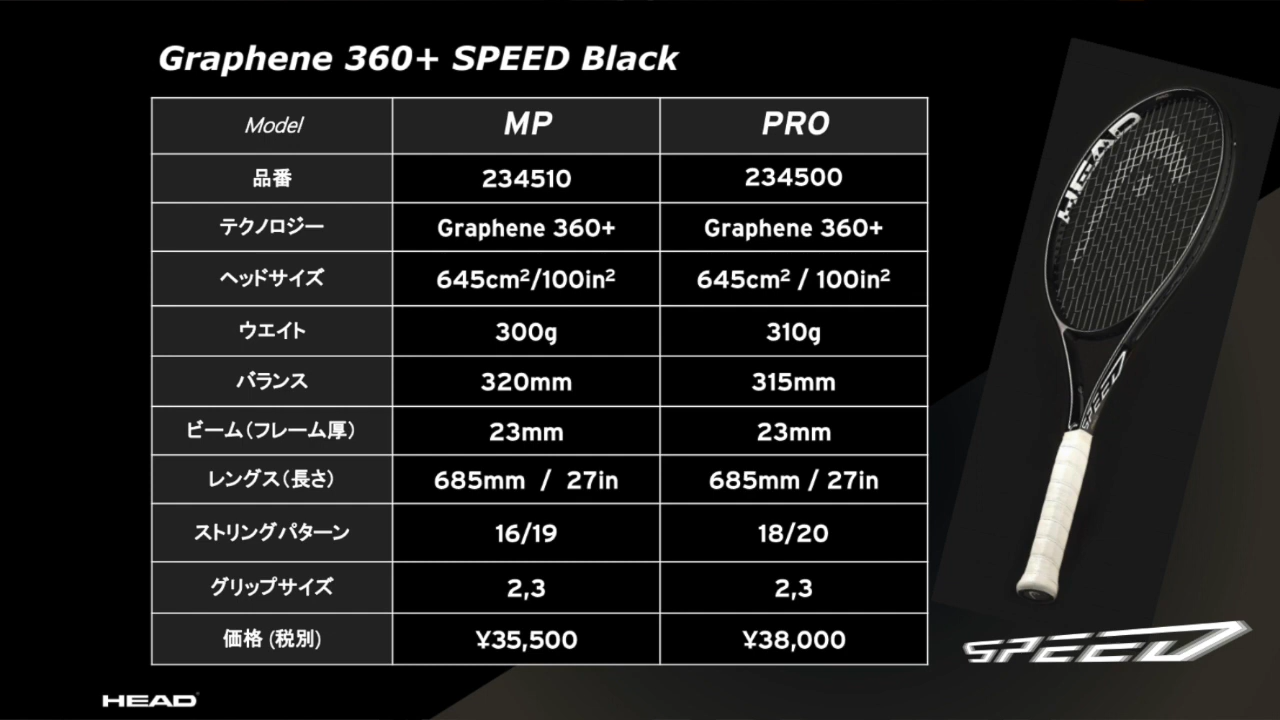 Graphene 360+ SPEED Black
Model MP PRO
品番 234510 234500
テクノロジー Graphene 360+ Graphene 360+
ヘッドサイズ 645cm²/100in² 645cm² / 100in²
ウエイト 300g 310g
バランス 320mm 315mm
ビーム（フレーム厚） 23mm 23mm
レングス（長さ） 685mm / 27in 685mm / 27in
ストリングパターン 16/19 18/20
グリップサイズ 2,3 2,3
価格 (税別) ¥35,500 ¥38,000
HEAD
SPEED
SPEED
HEAD